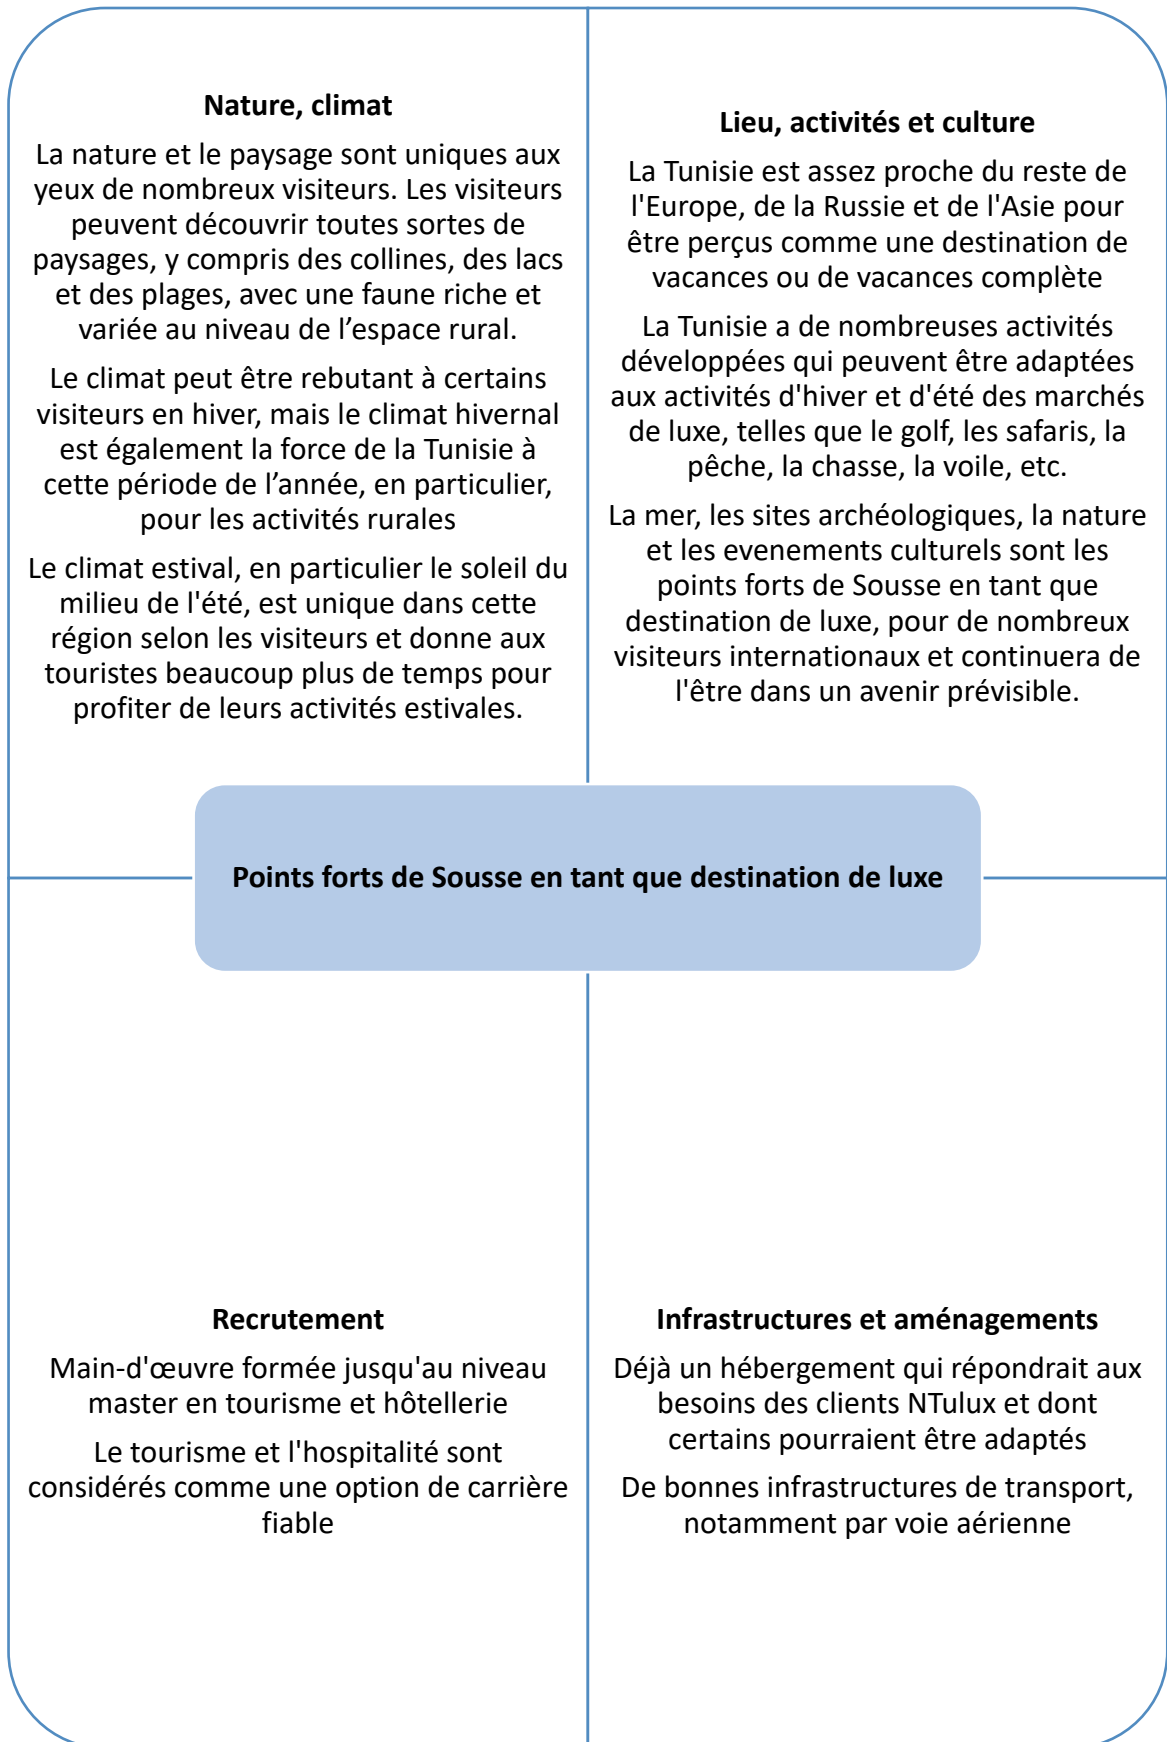 Nature, climat
La nature et le paysage sont uniques aux
yeux de nombreux visiteurs. Les visiteurs
peuvent découvrir toutes sortes de
paysages, y compris des collines, des lacs
et des plages, avec une faune riche et
variée au niveau de l’espace rural.
Le climat peut être rebutant à certains
visiteurs en hiver, mais le climat hivernal
est également la force de la Tunisie à
cette période de l’année, en particulier,
pour les activités rurales
Le climat estival, en particulier le soleil du
milieu de l'été, est unique dans cette
région selon les visiteurs et donne aux
touristes beaucoup plus de temps pour
profiter de leurs activités estivales.
Lieu, activités et culture
La Tunisie est assez proche du reste de
l'Europe, de la Russie et de l'Asie pour
être perçus comme une destination de
vacances ou de vacances complète
La Tunisie a de nombreuses activités
développées qui peuvent être adaptées
aux activités d'hiver et d'été des marchés
de luxe, telles que le golf, les safaris, la
pêche, la chasse, la voile, etc.
La mer, les sites archéologiques, la nature
et les evenements culturels sont les
points forts de Sousse en tant que
destination de luxe, pour de nombreux
visiteurs internationaux et continuera de
l'être dans un avenir prévisible.
Points forts de Sousse en tant que destination de luxe
Recrutement
Main-d'œuvre formée jusqu'au niveau
master en tourisme et hôtellerie
Le tourisme et l'hospitalité sont
considérés comme une option de carrière
fiable
Infrastructures et aménagements
Déjà un hébergement qui répondrait aux
besoins des clients NTulux et dont
certains pourraient être adaptés
De bonnes infrastructures de transport,
notamment par voie aérienne